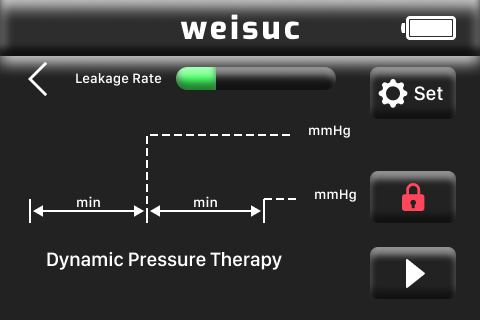 weisuc
Leakage Rate
Set
mmHg
min
min
mmHg
Dynamic Pressure Therapy